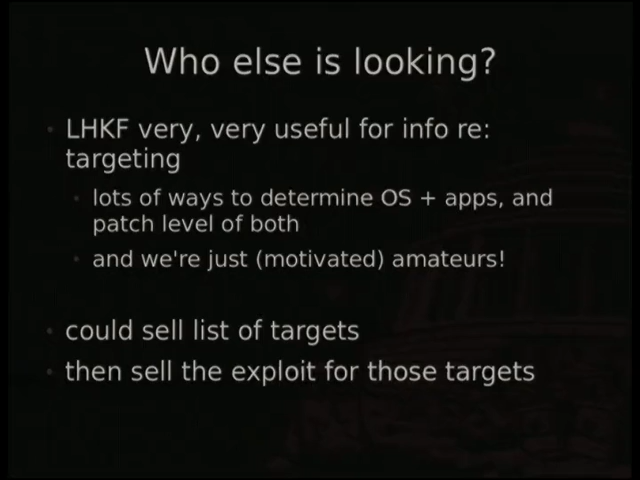 Who else is looking?
LHKF very, very useful for info re:
targeting
lots of ways to determine OS + apps, and
patch level of both
and we're just (motivated) amateurs!
could sell list of targets
then sell the exploit for those targets